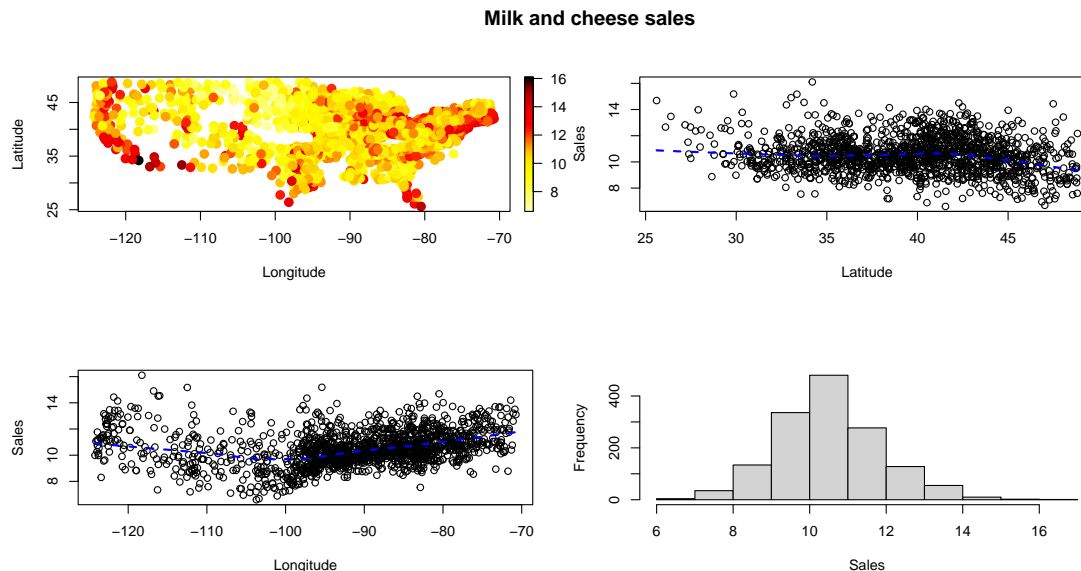 Milk and cheese sales
45
35
25
Latitude
−120 −110 −100 −90 −80 −70
Longitude
16
14
12
10
8
Sales
14
10
8
25 30 35 40 45
Latitude
14
10
8
Sales
−120 −110 −100 −90 −80 −70
Longitude
400
200
0
Frequency
6 8 10 12 14 16
Sales